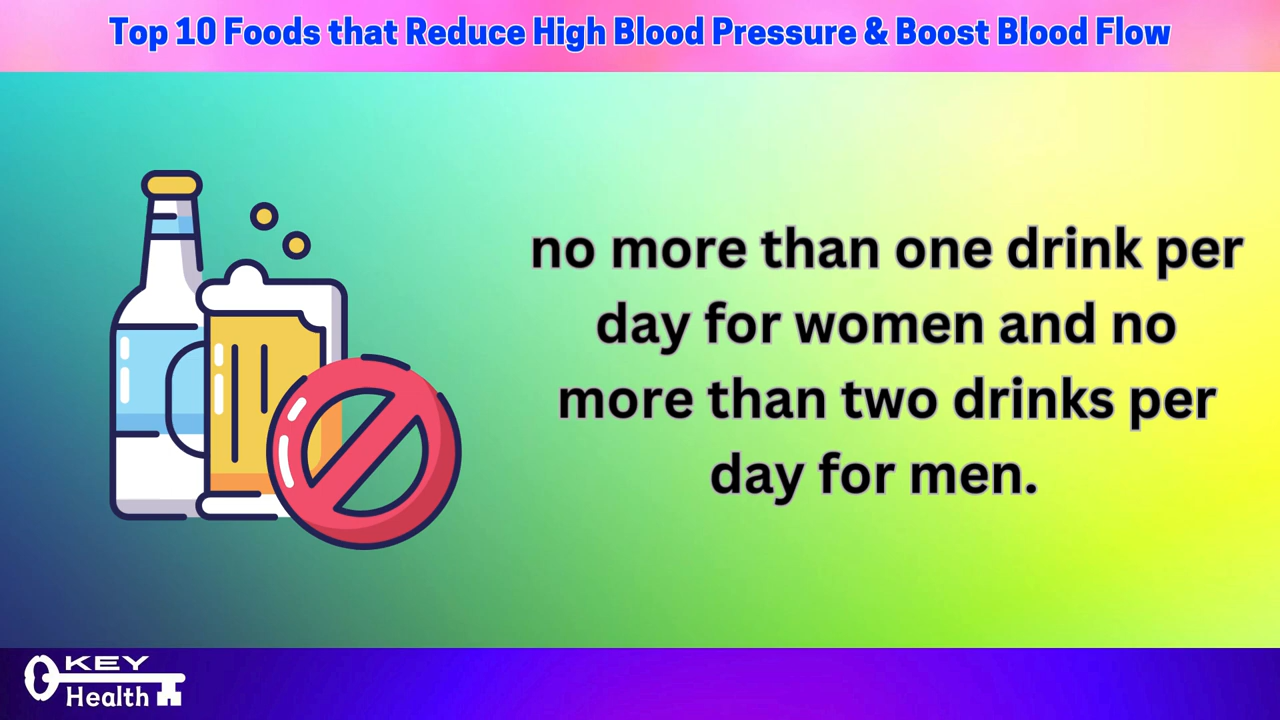 Top 10 Foods that Reduce High Blood Pressure & Boost Blood Flow
no more than one drink per
day for women and no
more than two drinks per
day for men.
KEY
Health